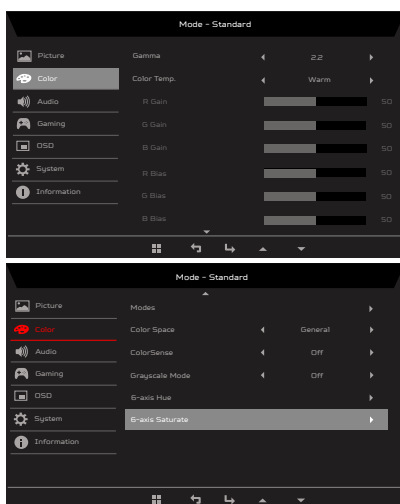 Mode - Standard
Picture
Gamma 2.2
Color
Color Temp. Warm
Audio
R Gain 50
Gaming
G Gain 50
OSD
B Gain 50
System
R Bias 50
Information
G Bias 50
B Bias 50
Mode - Standard
Picture
Modes
Color
Color Space General
Audio
ColorSense Off
Gaming
Grayscale Mode Off
OSD
6-axis Hue
System
6-axis Saturate
Information